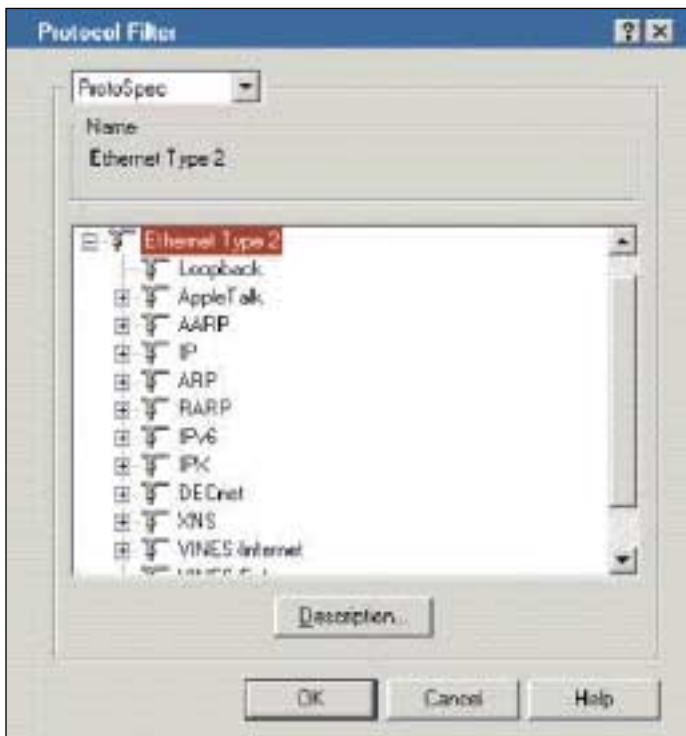 Protocol Filter
ProtoSpec
Name
Ethernet Type 2
Ethernet Type 2
Loopback
AppleTalk
AARP
IP
ARP
RARP
IPv6
IPX
DECnet
XNS
VINES Internet
Description...
OK
Cancel
Help